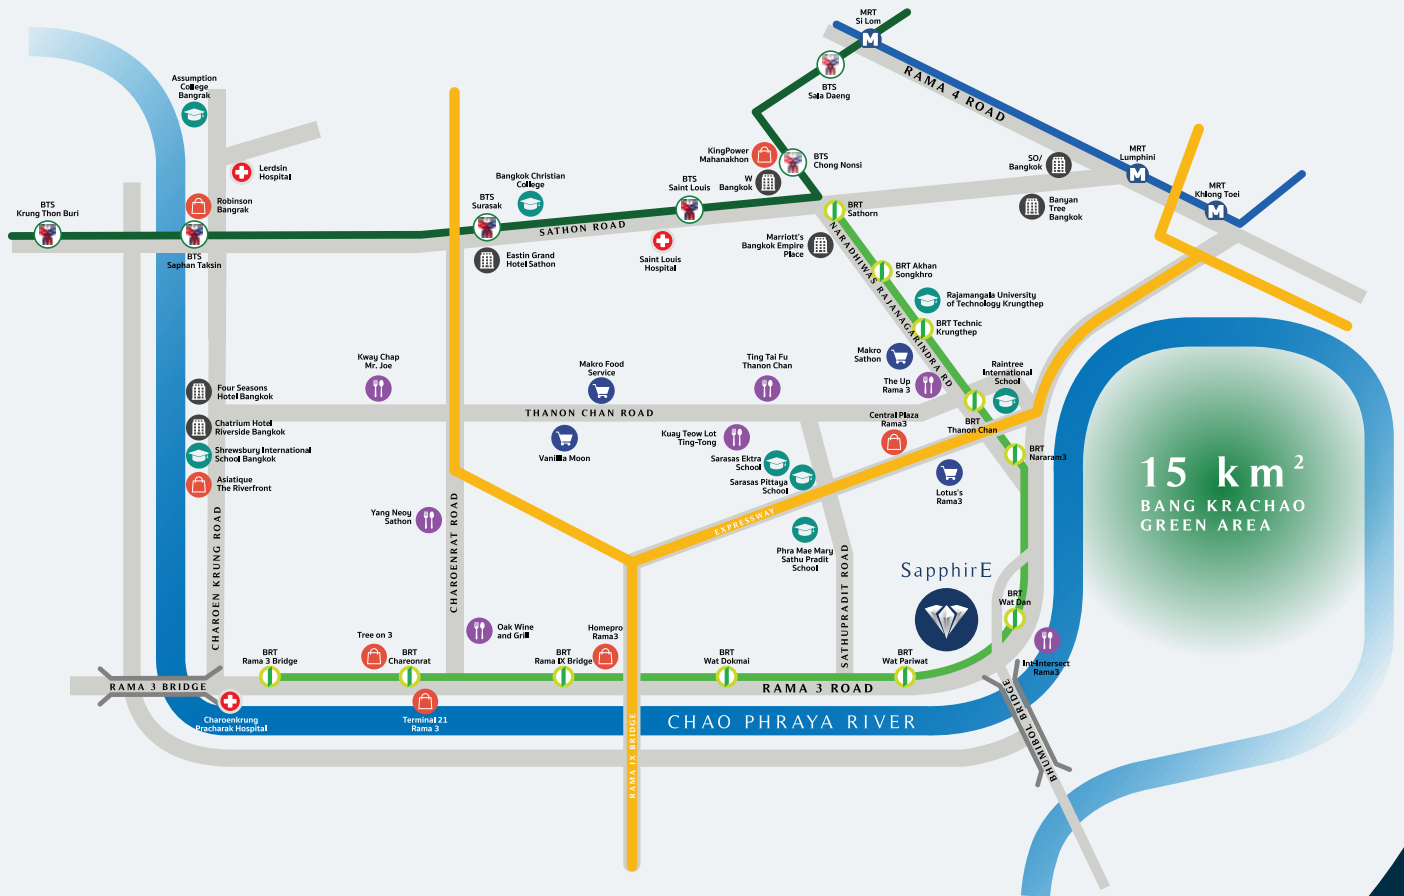 MRT
Si Lom
RAMA 4 ROAD
BTS
Sala Daeng
Assumption
College
Bangrak
Lerdsin
Hospital
KingPower
Mahanakhon
BTS
Chong Nonsi
W
Bangkok
SO/
Bangkok
MRT
Lumphini
MRT
Khlong Toei
Banyan
Tree
Bangkok
Robinson
Bangrak
BTS
Krung Thon Buri
BTS
Saphan Taksin
BTS
Surasak
Bangkok Christian
College
BTS
Saint Louis
SATHON ROAD
Eastin Grand
Hotel Sathon
Saint Louis
Hospital
BRT
Sathorn
Marriott's
Bangkok Empire
Place
NARADHIWAS RAJANAGARINDRA RD
BRT Akhan
Songkhro
Rajamangala University
of Technology Krungthep
BRT Technic
Krungthep
Makro
Sathon
The Up
Rama 3
Raintree
International
School
Kway Chap
Mr. Joe
Makro Food
Service
Ting Tai Fu
Thanon Chan
Four Seasons
Hotel Bangkok
Chatrium Hotel
Riverside Bangkok
Shrewsbury International
School Bangkok
Asiatique
The Riverfront
THANON CHAN ROAD
Vanilla Moon
Kuay Teow Lot
Ting-Tong
Central Plaza
Rama3
BRT
Thanon Chan
BRT
Nararam3
Sarasas Ektra
School
Sarasas Pittaya
School
Lotus's
Rama3
15 km2
BANG KRACHAO
GREEN AREA
Yang Neoy
Sathon
EXPRESSWAY
Phra Mae Mary
Sathu Pradit
School
CHAROEN KRUNG ROAD
CHAROENRAT ROAD
SATHUPRADIT ROAD
SapphirE
BRT
Wat Dan
Int-Intersect
Rama3
Tree on 3
Oak Wine
and Grill
Homepro
Rama3
BRT
Rama 3 Bridge
BRT
Chareonrat
BRT
Rama IX Bridge
BRT
Wat Dokmai
BRT
Wat Pariwat
RAMA 3 BRIDGE
RAMA 3 ROAD
Charoenkrung
Pracharak Hospital
Terminal 21
Rama 3
CHAO PHRAYA RIVER
RAMA IX BRIDGE
BHUMIBOL BRIDGE
BRIDGE
M
M
M